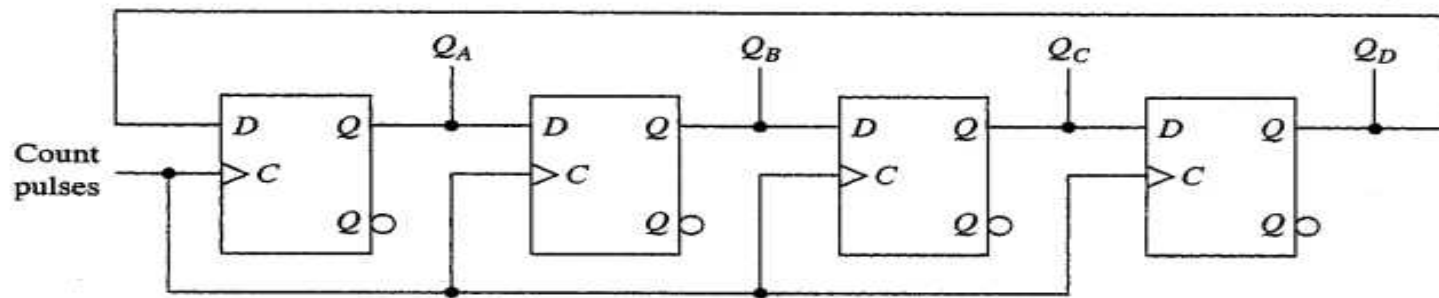 Q_A Q_B Q_C Q_D
D Q D Q D Q D Q
Count
pulses
C C C C
Q Q Q Q